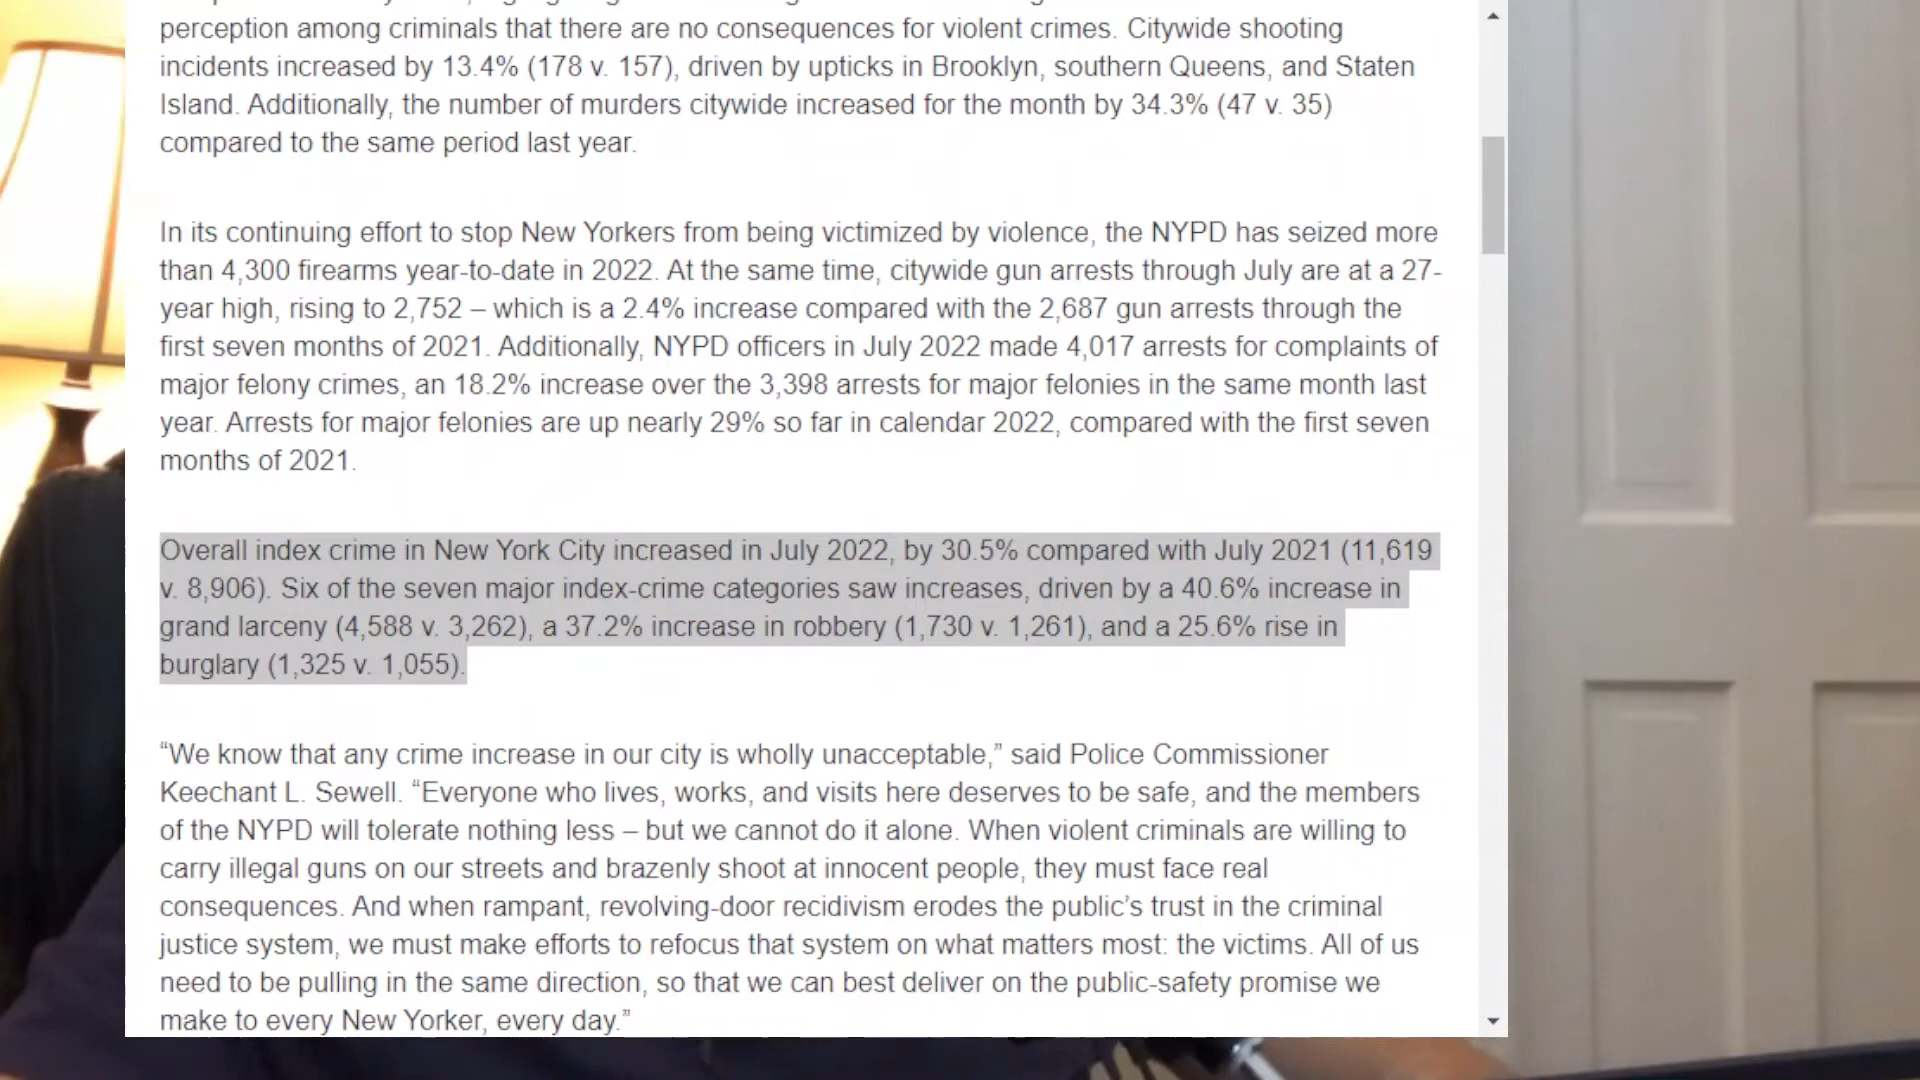 perception among criminals that there are no consequences for violent crimes. Citywide shooting
incidents increased by 13.4% (178 v. 157), driven by upticks in Brooklyn, southern Queens, and Staten
Island. Additionally, the number of murders citywide increased for the month by 34.3% (47 v. 35)
compared to the same period last year.
In its continuing effort to stop New Yorkers from being victimized by violence, the NYPD has seized more
than 4,300 firearms year-to-date in 2022. At the same time, citywide gun arrests through July are at a 27-
year high, rising to 2,752 – which is a 2.4% increase compared with the 2,687 gun arrests through the
first seven months of 2021. Additionally, NYPD officers in July 2022 made 4,017 arrests for complaints of
major felony crimes, an 18.2% increase over the 3,398 arrests for major felonies in the same month last
year. Arrests for major felonies are up nearly 29% so far in calendar 2022, compared with the first seven
months of 2021.
Overall index crime in New York City increased in July 2022, by 30.5% compared with July 2021 (11,619
v. 8,906). Six of the seven major index-crime categories saw increases, driven by a 40.6% increase in
grand larceny (4,588 v. 3,262), a 37.2% increase in robbery (1,730 v. 1,261), and a 25.6% rise in
burglary (1,325 v. 1,055).
“We know that any crime increase in our city is wholly unacceptable,” said Police Commissioner
Keechant L. Sewell. “Everyone who lives, works, and visits here deserves to be safe, and the members
of the NYPD will tolerate nothing less – but we cannot do it alone. When violent criminals are willing to
carry illegal guns on our streets and brazenly shoot at innocent people, they must face real
consequences. And when rampant, revolving-door recidivism erodes the public’s trust in the criminal
justice system, we must make efforts to refocus that system on what matters most: the victims. All of us
need to be pulling in the same direction, so that we can best deliver on the public-safety promise we
make to every New Yorker, every day.”